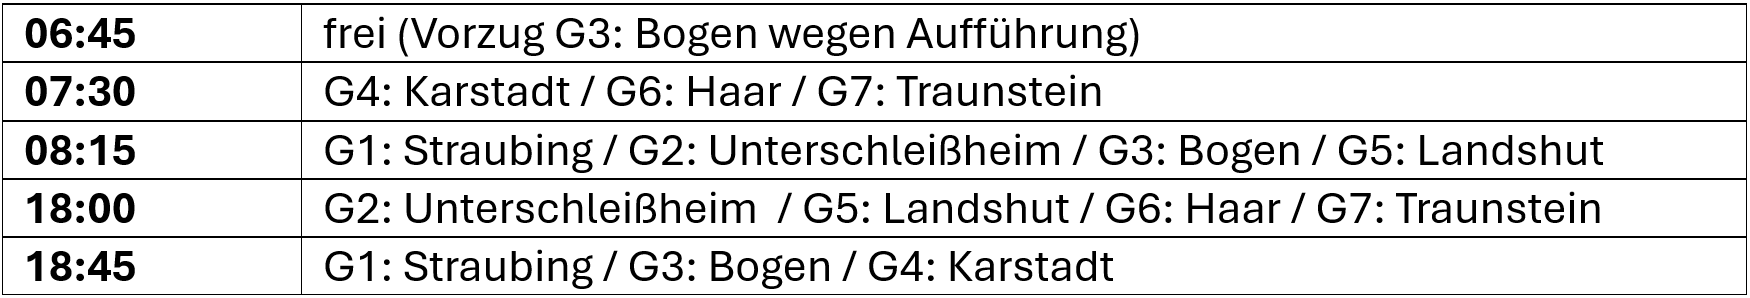 06:45 frei (Vorzug G3: Bogen wegen Aufführung)
07:30 G4: Karstadt / G6: Haar / G7: Traunstein
08:15 G1: Straubing / G2: Unterschleißheim / G3: Bogen / G5: Landshut
18:00 G2: Unterschleißheim  / G5: Landshut / G6: Haar / G7: Traunstein
18:45 G1: Straubing / G3: Bogen / G4: Karstadt